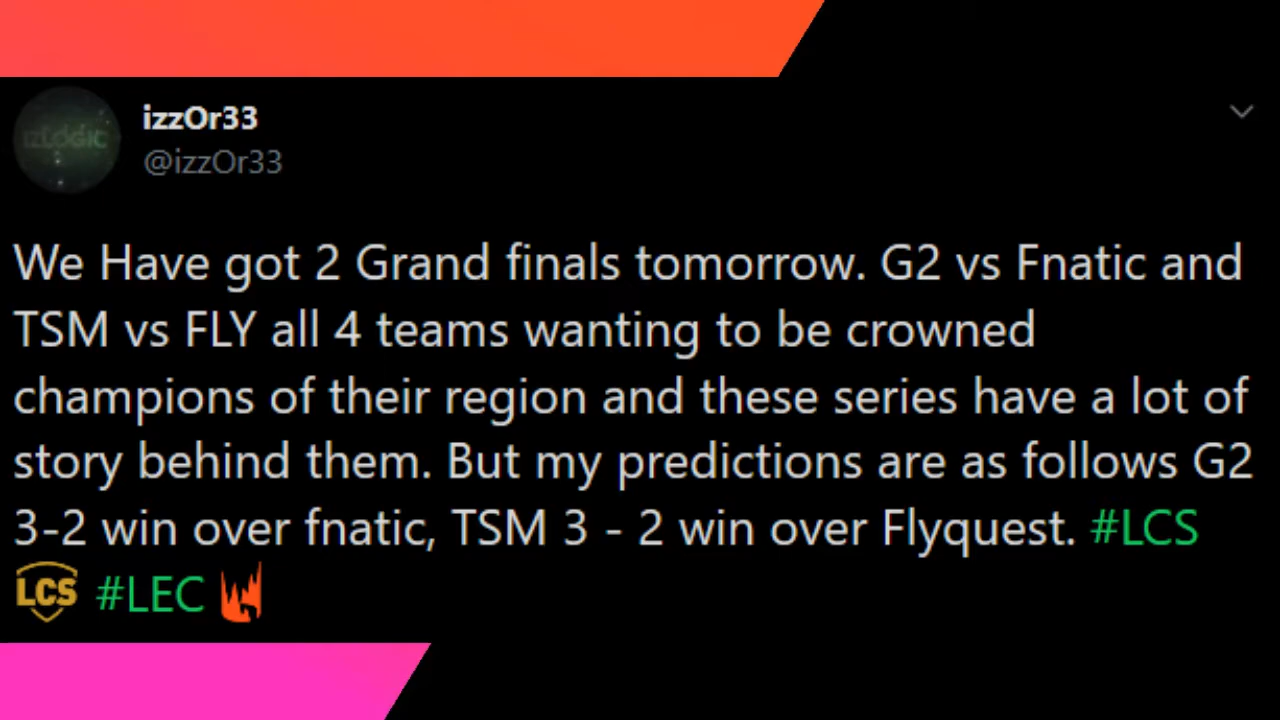 izLOGIC
izzOr33
@izzOr33
We Have got 2 Grand finals tomorrow. G2 vs Fnatic and
TSM vs FLY all 4 teams wanting to be crowned
champions of their region and these series have a lot of
story behind them. But my predictions are as follows G2
3-2 win over fnatic, TSM 3 - 2 win over Flyquest. #LCS
LCS #LEC